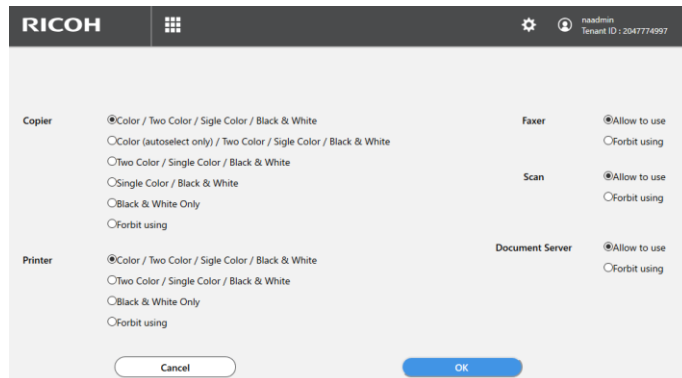 RICOH
naadmin
Tenant ID : 2047774997
Copier
Color / Two Color / Sigle Color / Black & White
Color (autoselect only) / Two Color / Sigle Color / Black & White
Two Color / Single Color / Black & White
Single Color / Black & White
Black & White Only
Forbit using
Printer
Color / Two Color / Sigle Color / Black & White
Two Color / Single Color / Black & White
Black & White Only
Forbit using
Faxer
Allow to use
Forbit using
Scan
Allow to use
Forbit using
Document Server
Allow to use
Forbit using
Cancel
OK